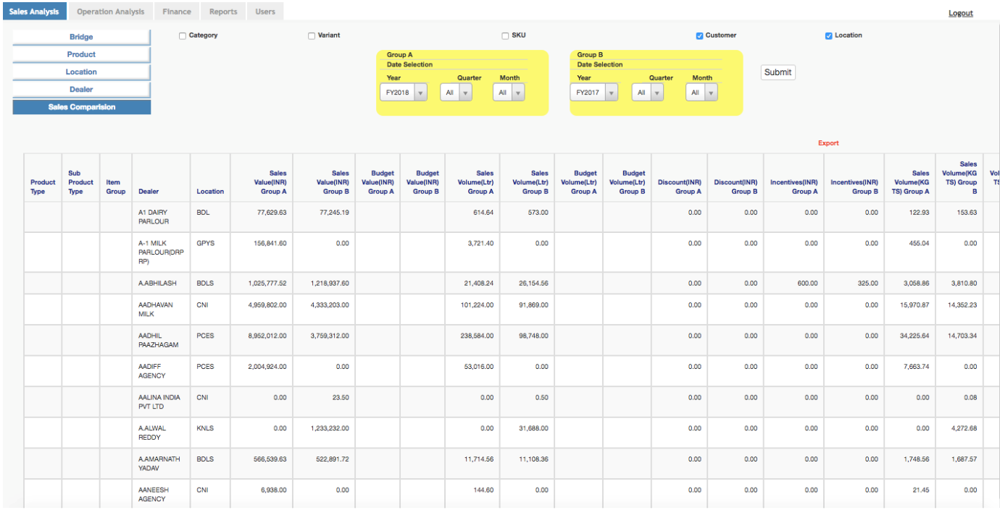 Sales Analysis Operation Analysis Finance Reports Users
Logout
Bridge
Product
Location
Dealer
Sales Comparision
Category Variant SKU Customer Location
Group A
Date Selection
Year Quarter Month
FY2018 All All
Group B
Date Selection
Year Quarter Month
FY2017 All All
Submit
Export
Product Type Sub Product Type Item Group Dealer Location Sales Value(INR) Group A Sales Value(INR) Group B Budget Value(INR) Group A Budget Value(INR) Group B Sales Volume(Ltr) Group A Sales Volume(Ltr) Group B Budget Volume(Ltr) Group A Budget Volume(Ltr) Group B Discount(INR) Group A Discount(INR) Group B Incentives(INR) Group A Incentives(INR) Group B Sales Volume(KG TS) Group A Sales Volume(KG TS) Group B
A1 DAIRY PARLOUR BDL 77,629.63 77,245.19 614.64 573.00 0.00 0.00 0.00 0.00 122.93 153.63
A-1 MILK PARLOUR(DRP RP) GPYS 156,841.60 0.00 3,721.40 0.00 0.00 0.00 0.00 0.00 455.04 0.00
A.ABHILASH BDLS 1,025,777.52 1,218,937.60 21,408.24 26,154.56 0.00 0.00 600.00 325.00 3,058.86 3,810.80
AADHAVAN MILK CNI 4,959,802.00 4,333,203.00 101,224.00 91,869.00 0.00 0.00 0.00 0.00 15,970.87 14,352.23
AADHIL PAAZHAGAM PCES 8,952,012.00 3,759,312.00 238,584.00 98,748.00 0.00 0.00 0.00 0.00 34,225.64 14,703.34
AADIFF AGENCY PCES 2,004,924.00 0.00 53,016.00 0.00 0.00 0.00 0.00 0.00 7,663.74 0.00
AALINA INDIA PVT LTD CNI 0.00 23.50 0.00 0.50 0.00 0.00 0.00 0.00 0.00 0.08
A.ALWAL REDDY KNLS 0.00 1,233,232.00 0.00 31,688.00 0.00 0.00 0.00 0.00 0.00 4,272.68
A.AMARNATH YADAV BDLS 566,539.63 522,891.72 11,714.56 11,108.36 0.00 0.00 0.00 0.00 1,748.56 1,687.57
AANEESH AGENCY CNI 6,938.00 0.00 144.60 0.00 0.00 0.00 0.00 0.00 21.45 0.00